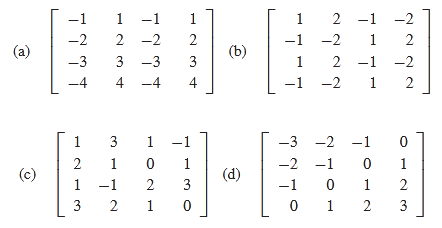 (a) [ −1 1 −1 1
−2 2 −2 2
−3 3 −3 3
−4 4 −4 4 ]
(b) [ 1 2 −1 −2
−1 −2 1 2
1 2 −1 −2
−1 −2 1 2 ]
(c) [ 1 3 1 −1
2 1 0 1
1 −1 2 3
3 2 1 0 ]
(d) [ −3 −2 −1 0
−2 −1 0 1
−1 0 1 2
0 1 2 3 ]